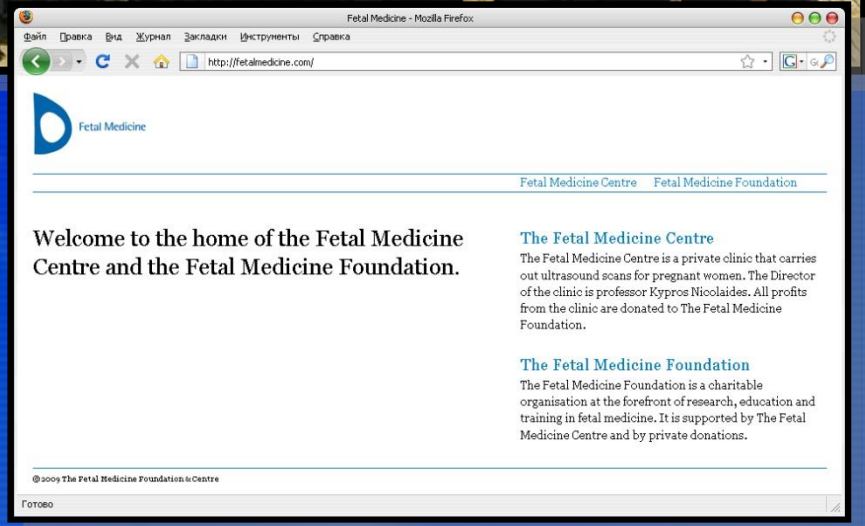 Fetal Medicine - Mozilla Firefox
Файл Правка Вид Журнал Закладки Инструменты Справка
http://fetalmedicine.com/
Fetal Medicine
Fetal Medicine Centre Fetal Medicine Foundation
Welcome to the home of the Fetal Medicine
Centre and the Fetal Medicine Foundation.
The Fetal Medicine Centre
The Fetal Medicine Centre is a private clinic that carries
out ultrasound scans for pregnant women. The Director
of the clinic is professor Kypros Nicolaides. All profits
from the clinic are donated to The Fetal Medicine
Foundation.
The Fetal Medicine Foundation
The Fetal Medicine Foundation is a charitable
organisation at the forefront of research, education and
training in fetal medicine. It is supported by The Fetal
Medicine Centre and by private donations.
© 2009 The Fetal Medicine Foundation & Centre
Готово